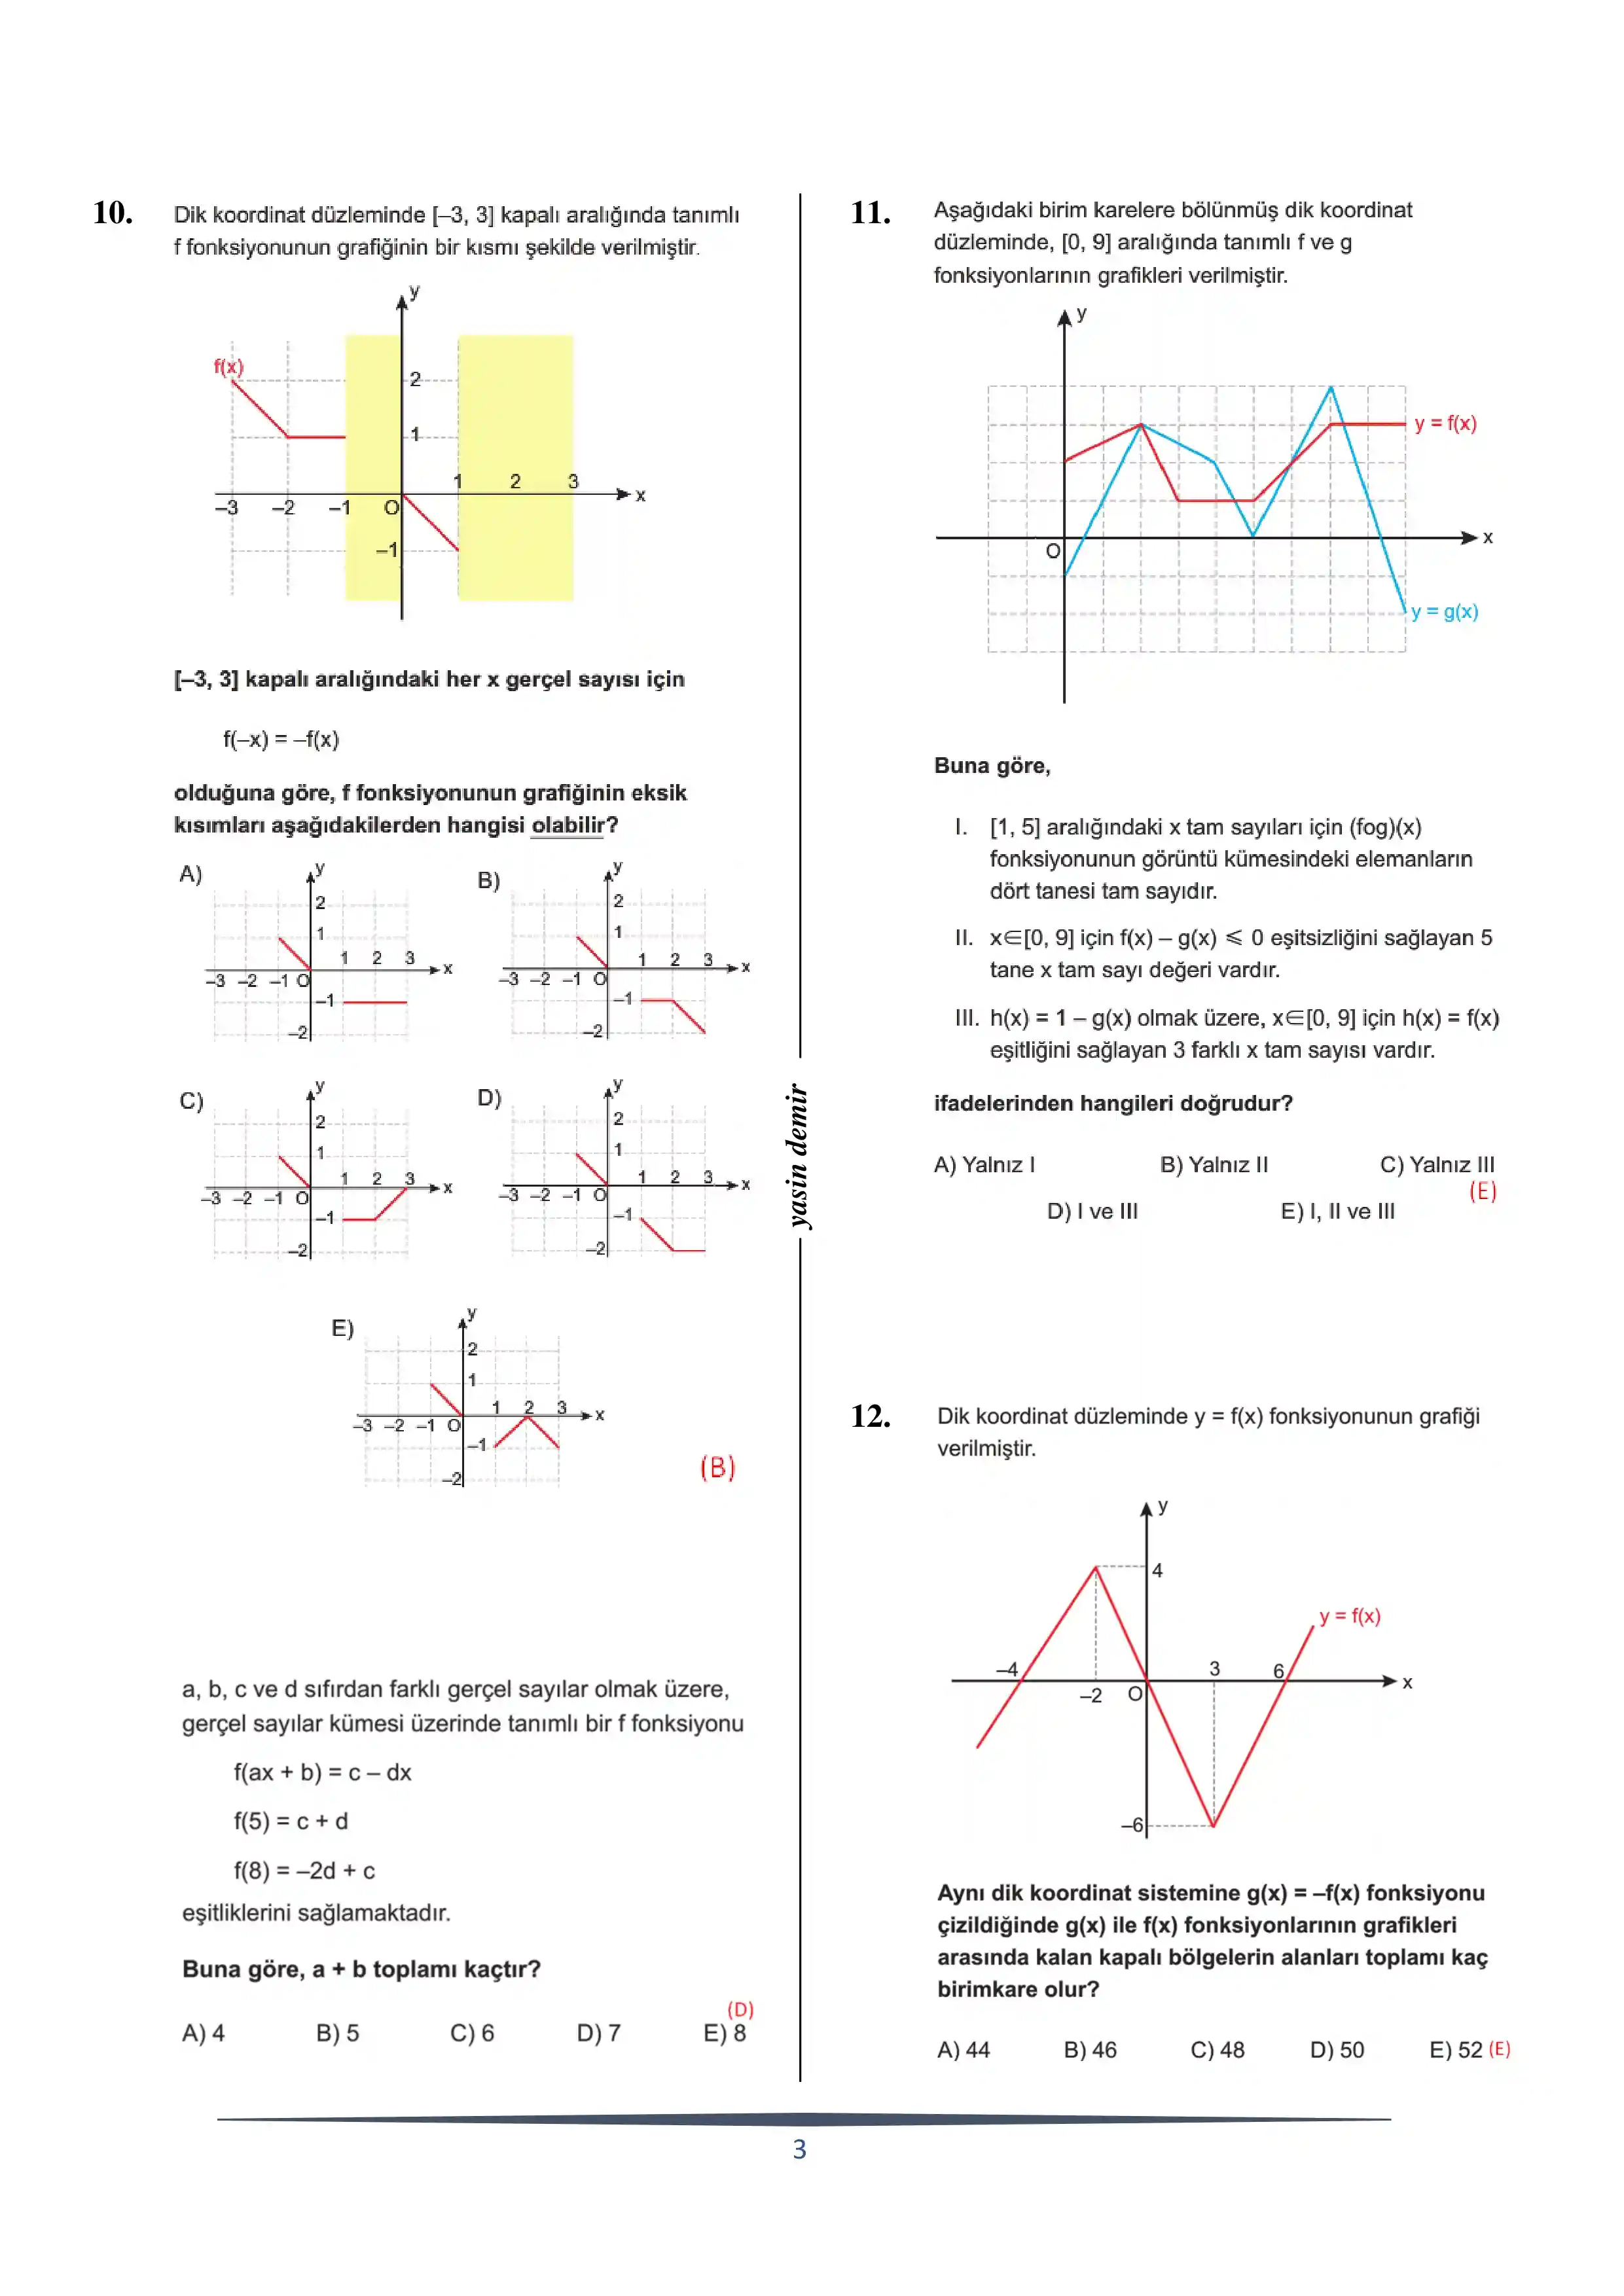 10.
Dik koordinat düzleminde [–3, 3] kapalı aralığında tanımlı
f fonksiyonunun grafiğinin bir kısmı şekilde verilmiştir.
y
f(x)
2
1
1 2 3
x
–3 –2 –1 O
–1
[–3, 3] kapalı aralığındaki her x gerçel sayısı için
f(–x) = –f(x)
olduğuna göre, f fonksiyonunun grafiğinin eksik
kısımları aşağıdakilerden hangisi olabilir?
A)
y
2
1
1 2 3
x
–3 –2 –1 O
–1
–2
B)
y
2
1
1 2 3
x
–3 –2 –1 O
–1
–2
C)
y
2
1
1 2 3
x
–3 –2 –1 O
–1
–2
D)
y
2
1
1 2 3
x
–3 –2 –1 O
–1
–2
E)
y
2
1
1 2 3
x
–3 –2 –1 O
–1
–2
(B)
a, b, c ve d sıfırdan farklı gerçel sayılar olmak üzere,
gerçel sayılar kümesi üzerinde tanımlı bir f fonksiyonu
f(ax + b) = c – dx
f(5) = c + d
f(8) = –2d + c
eşitliklerini sağlamaktadır.
Buna göre, a + b toplamı kaçtır?
(D)
A) 4 B) 5 C) 6 D) 7 E) 8
yasin demir
11.
Aşağıdaki birim karelere bölünmüş dik koordinat
düzleminde, [0, 9] aralığında tanımlı f ve g
fonksiyonlarının grafikleri verilmiştir.
y
y = f(x)
x
O
y = g(x)
Buna göre,
I. [1, 5] aralığındaki x tam sayıları için (fog)(x)
fonksiyonunun görüntü kümesindeki elemanların
dört tanesi tam sayıdır.
II. x∈[0, 9] için f(x) – g(x) ⩽ 0 eşitsizliğini sağlayan 5
tane x tam sayı değeri vardır.
III. h(x) = 1 – g(x) olmak üzere, x∈[0, 9] için h(x) = f(x)
eşitliğini sağlayan 3 farklı x tam sayısı vardır.
ifadelerinden hangileri doğrudur?
A) Yalnız I B) Yalnız II C) Yalnız III
(E)
D) I ve III E) I, II ve III
12.
Dik koordinat düzleminde y = f(x) fonksiyonunun grafiği
verilmiştir.
y
4
y = f(x)
–4 3 6
x
–2 O
–6
Aynı dik koordinat sistemine g(x) = –f(x) fonksiyonu
çizildiğinde g(x) ile f(x) fonksiyonlarının grafikleri
arasında kalan kapalı bölgelerin alanları toplamı kaç
birimkare olur?
A) 44 B) 46 C) 48 D) 50 E) 52 (E)
3